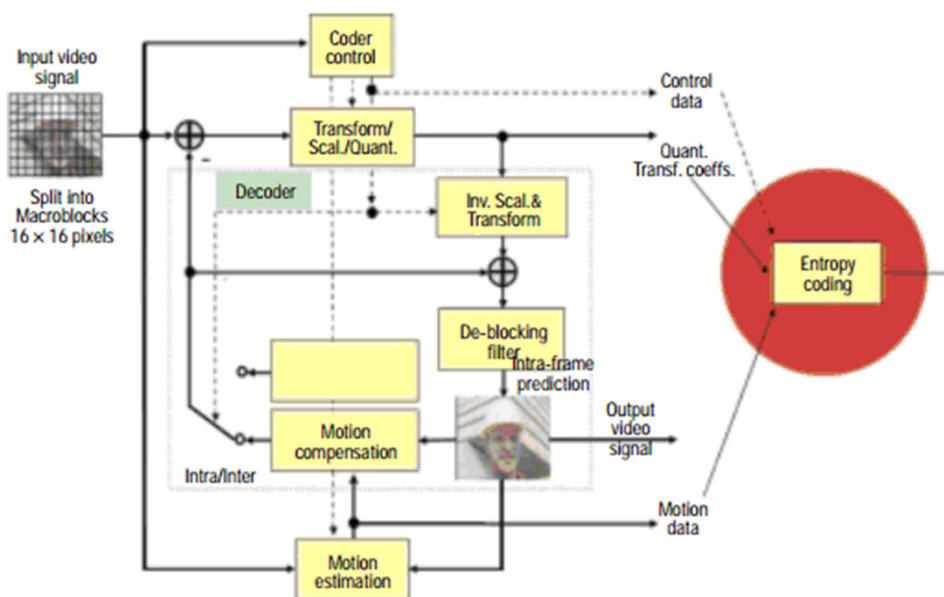 Input video
signal
Split into
Macroblocks
16 × 16 pixels
Coder
control
Transform/
Scal./Quant.
Control
data
Quant.
Transf. coeffs.
Decoder
Inv. Scal.&
Transform
Entropy
coding
De-blocking
filter
Intra-frame
prediction
Motion
compensation
Output
video
signal
Intra/Inter
Motion
data
Motion
estimation